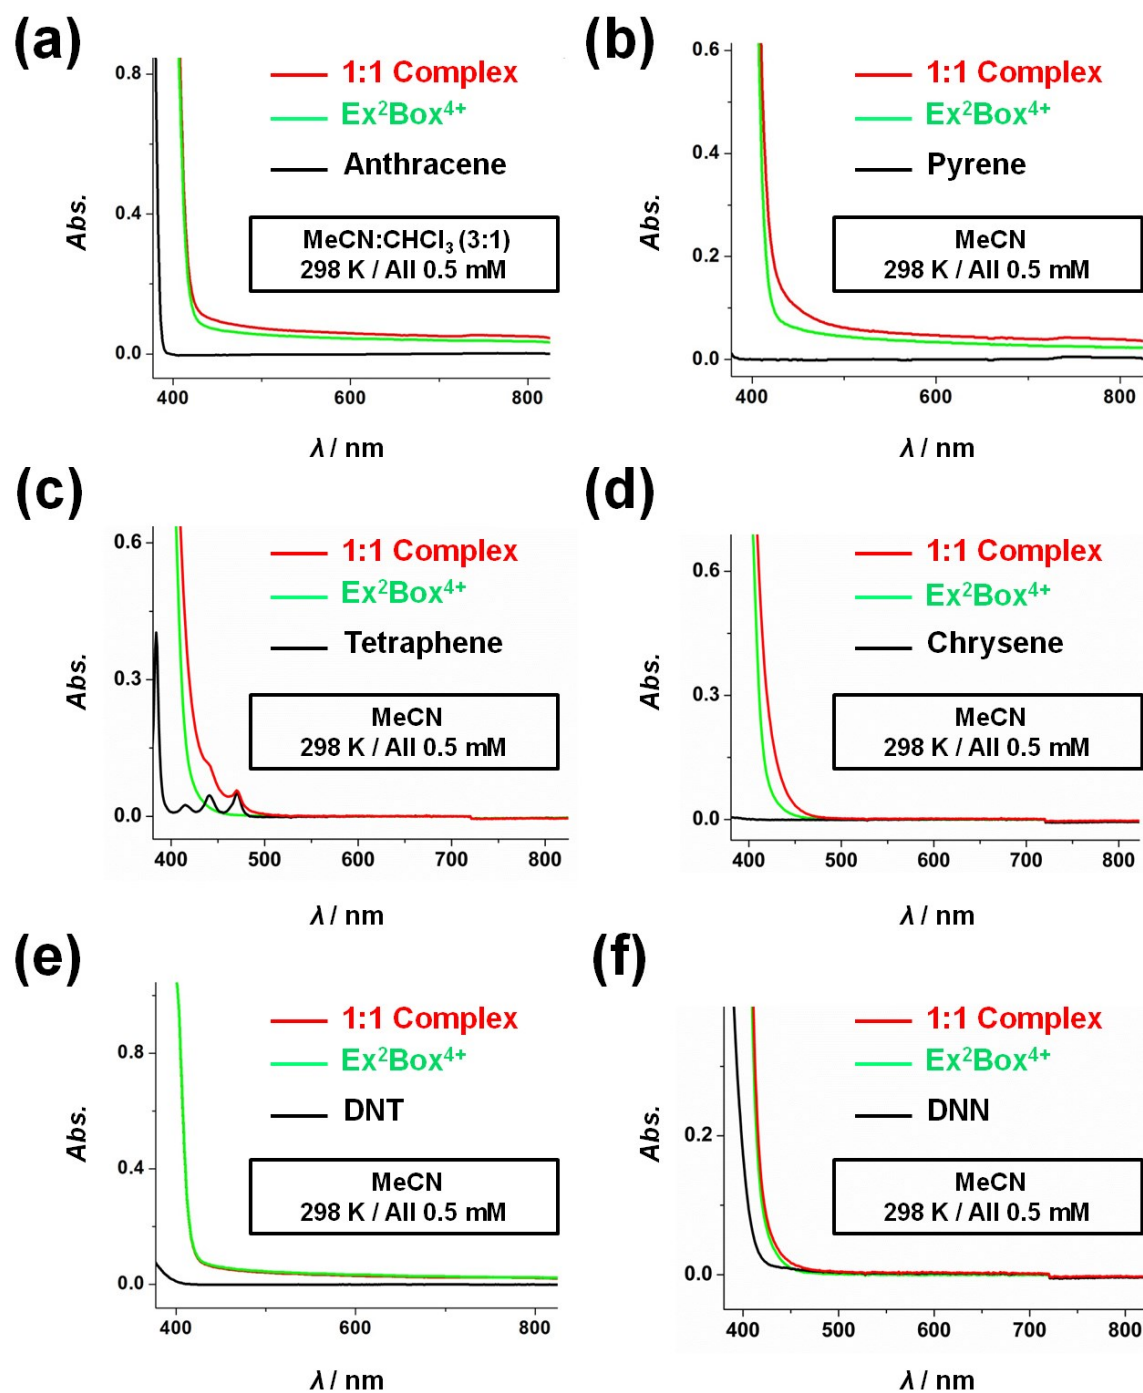 (a)
0.8
0.4
0.0
Abs.
1:1 Complex
Ex²Box⁴⁺
Anthracene
MeCN:CHCl₃ (3:1)
298 K / All 0.5 mM
400 600 800
λ / nm
(b)
0.6
0.4
0.2
0.0
Abs.
1:1 Complex
Ex²Box⁴⁺
Pyrene
MeCN
298 K / All 0.5 mM
400 600 800
λ / nm
(c)
0.6
0.3
0.0
Abs.
1:1 Complex
Ex²Box⁴⁺
Tetraphene
MeCN
298 K / All 0.5 mM
400 500 600 700 800
λ / nm
(d)
0.6
0.3
0.0
Abs.
1:1 Complex
Ex²Box⁴⁺
Chrysene
MeCN
298 K / All 0.5 mM
400 500 600 700 800
λ / nm
(e)
0.8
0.4
0.0
Abs.
1:1 Complex
Ex²Box⁴⁺
DNT
MeCN
298 K / All 0.5 mM
400 600 800
λ / nm
(f)
0.2
0.0
Abs.
1:1 Complex
Ex²Box⁴⁺
DNN
MeCN
298 K / All 0.5 mM
400 500 600 700 800
λ / nm